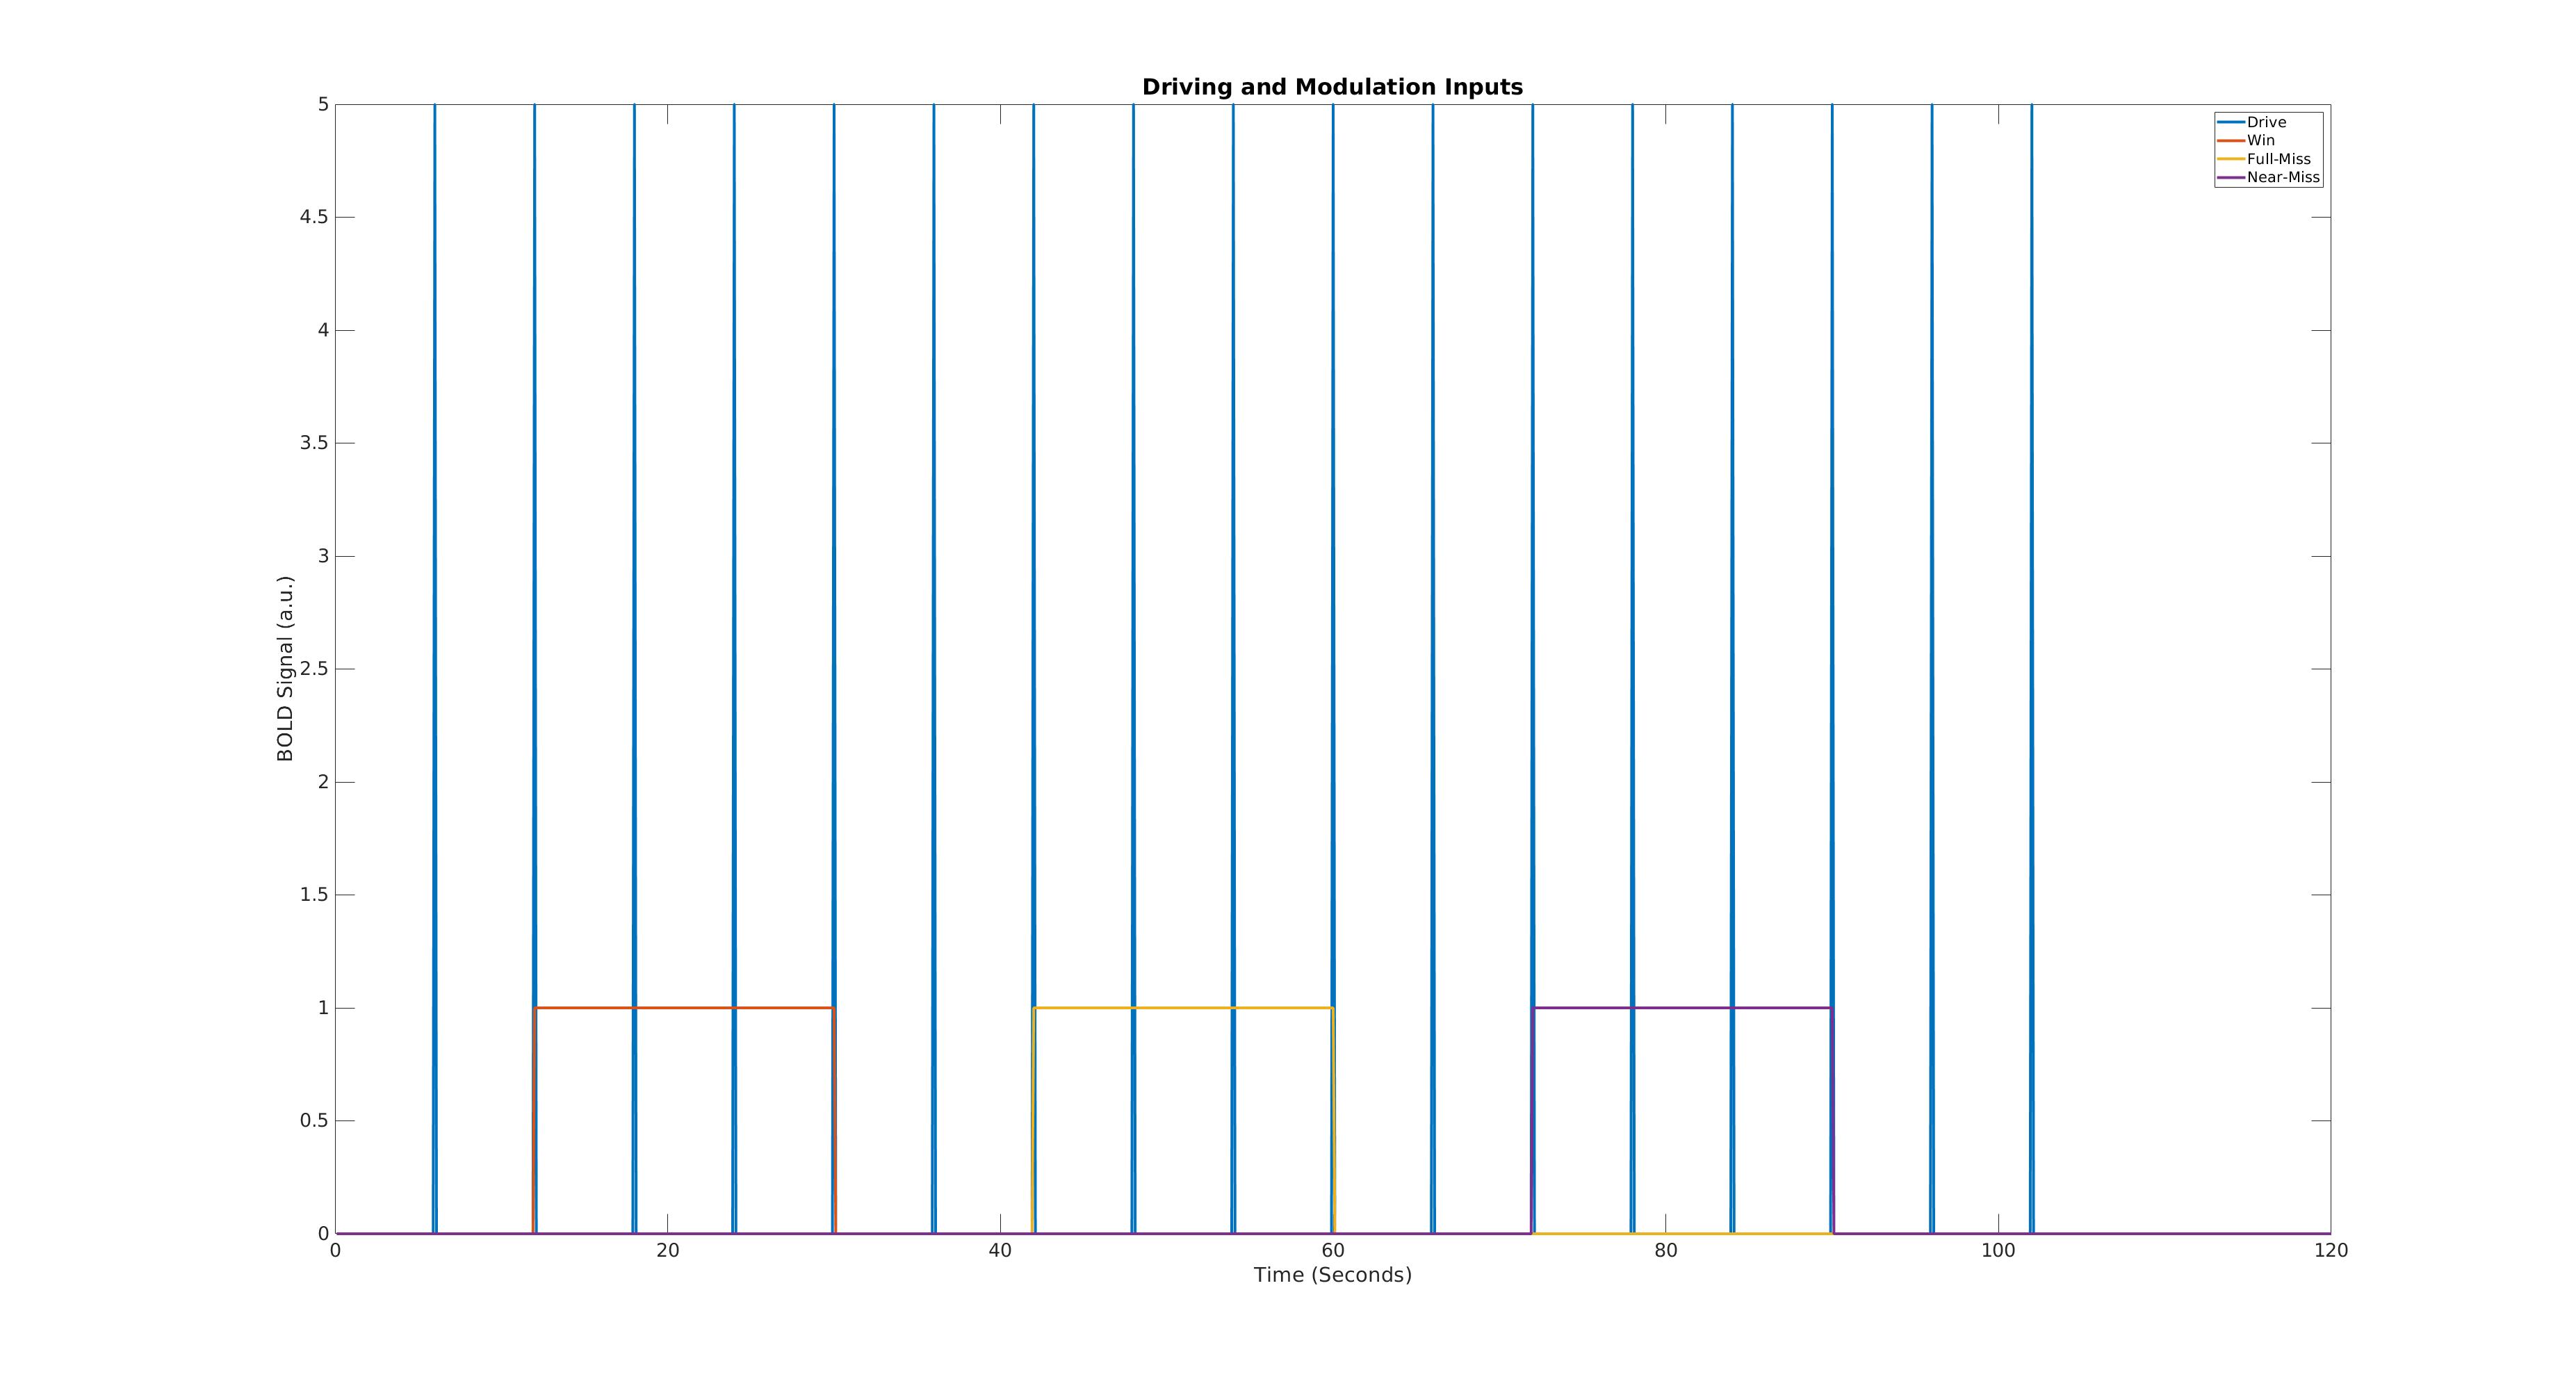 Driving and Modulation Inputs
5
4.5
4
3.5
3
2.5
2
1.5
1
0.5
0
BOLD Signal (a.u.)
Drive
Win
Full-Miss
Near-Miss
0 20 40 60 80 100 120
Time (Seconds)